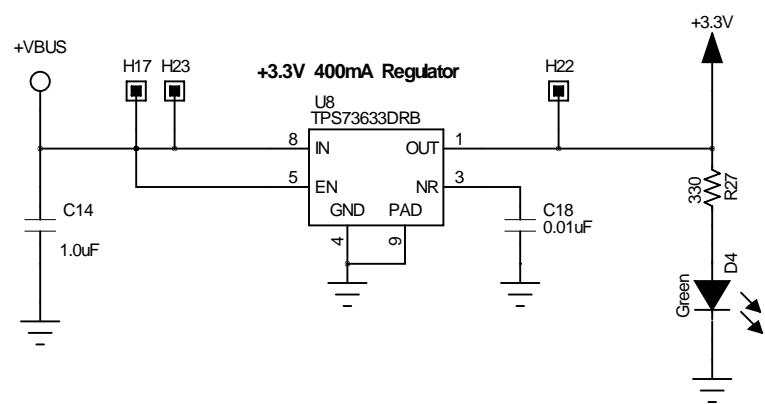 +3.3V
+VBUS
H17 H23
+3.3V 400mA Regulator
H22
U8
TPS73633DRB
8 IN OUT 1
5 EN NR 3
GND PAD
4 9
C14
1.0uF
C18
0.01uF
330 R27
Green D4